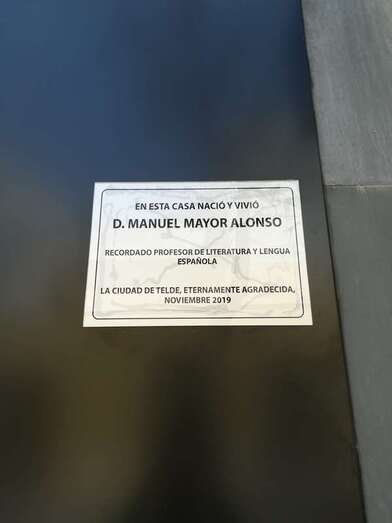 EN ESTA CASA NACIÓ Y VIVIÓ
D. MANUEL MAYOR ALONSO
RECORDADO PROFESOR DE LITERATURA Y LENGUA
ESPAÑOLA
LA CIUDAD DE TELDE, ETERNAMENTE AGRADECIDA,
NOVIEMBRE 2019